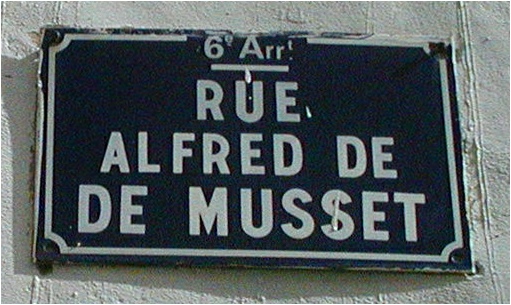 6e Arrt
RUE
ALFRED DE
DE MUSSET